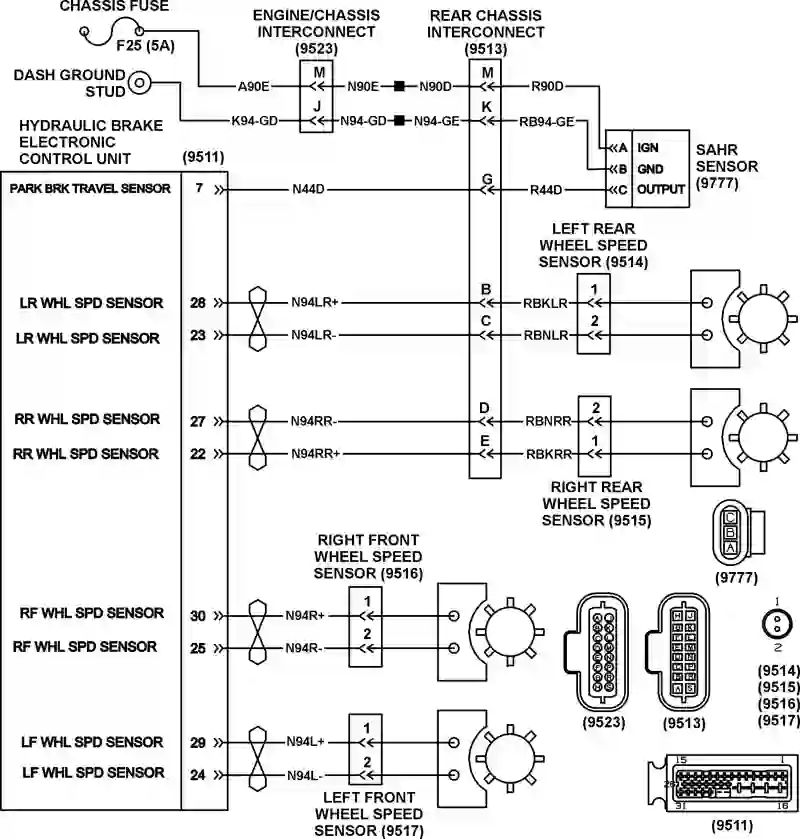 CHASSIS FUSE
F25 (5A)
ENGINE/CHASSIS
INTERCONNECT
(9523)
REAR CHASSIS
INTERCONNECT
(9513)
DASH GROUND
STUD
A90E
M
N90E
N90D
M
R90D
K94-GD
J
N94-GD
N94-GE
K
RB94-GE
HYDRAULIC BRAKE
ELECTRONIC
CONTROL UNIT
(9511)
A IGN
B GND
C OUTPUT
SAHR
SENSOR
(9777)
PARK BRK TRAVEL SENSOR 7
N44D
G
R44D
LEFT REAR
WHEEL SPEED
SENSOR (9514)
LR WHL SPD SENSOR 28
N94LR+
B
RBKLR
1
LR WHL SPD SENSOR 23
N94LR-
C
RBNLR
2
RR WHL SPD SENSOR 27
N94RR-
D
RBNRR
2
RR WHL SPD SENSOR 22
N94RR+
E
RBKRR
1
RIGHT REAR
WHEEL SPEED
SENSOR (9515)
C
B
A
(9777)
RIGHT FRONT
WHEEL SPEED
SENSOR (9516)
RF WHL SPD SENSOR 30
N94R+
1
RF WHL SPD SENSOR 25
N94R-
2
LF WHL SPD SENSOR 29
N94L+
1
LF WHL SPD SENSOR 24
N94L-
2
LEFT FRONT
WHEEL SPEED
SENSOR (9517)
(9523)
(9513)
1
2
(9514)
(9515)
(9516)
(9517)
15 1
31 16
(9511)